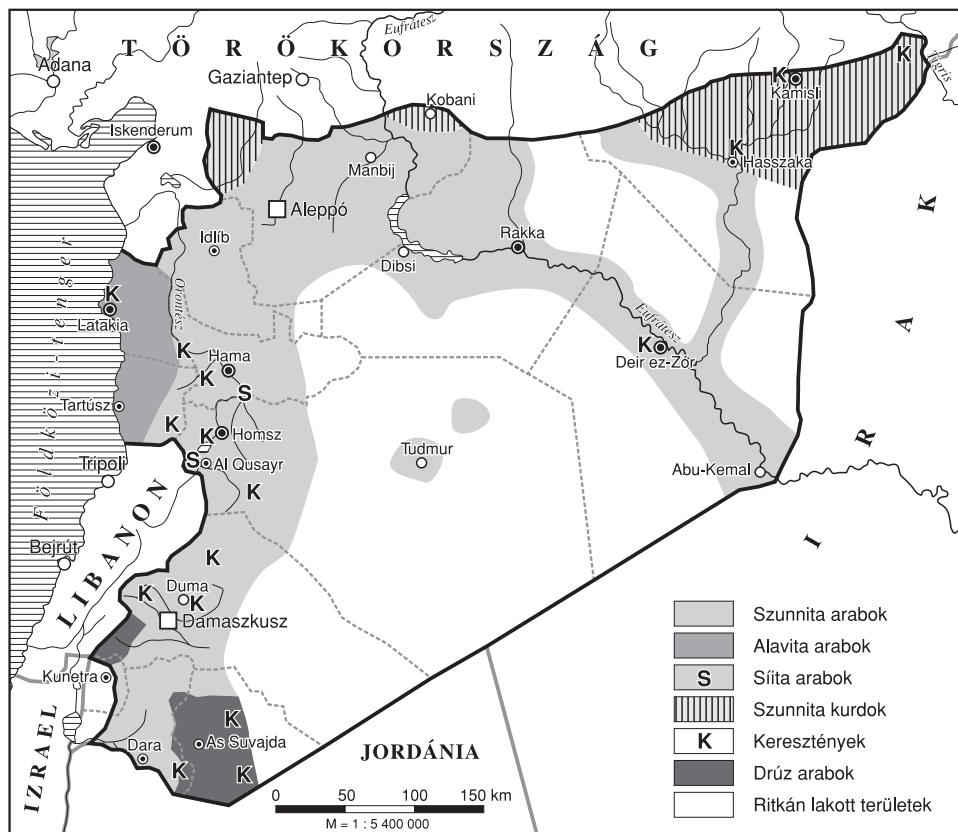 TÖRÖKORSZÁG
Eufrátesz
Adana
Gaziantep
K
Tigris
Kobani
K
Kamisli
Iskenderum
Manbij
K
Hasszaka
Aleppó
Idlíb
Dibsi
Rakka
IRAK
Földközi-tenger
Orontész
K
Latakia
Eufrátesz
K
Deir ez-Zór
K
Hama
K
S
Tartúsz
K
K
Homsz
S
Al Qusayr
Tudmur
Abu-Kemal
Tripoli
K
LIBANON
Bejrút
K
K
Duma
K
Damaszkusz
Kunetra
K
As Suvajda
Dara
K
K
IZRAEL
JORDÁNIA
0 50 100 150 km
M = 1 : 5 400 000
Szunnita arabok
Alavita arabok
S Síita arabok
Szunnita kurdok
K Keresztények
Drúz arabok
Ritkán lakott területek